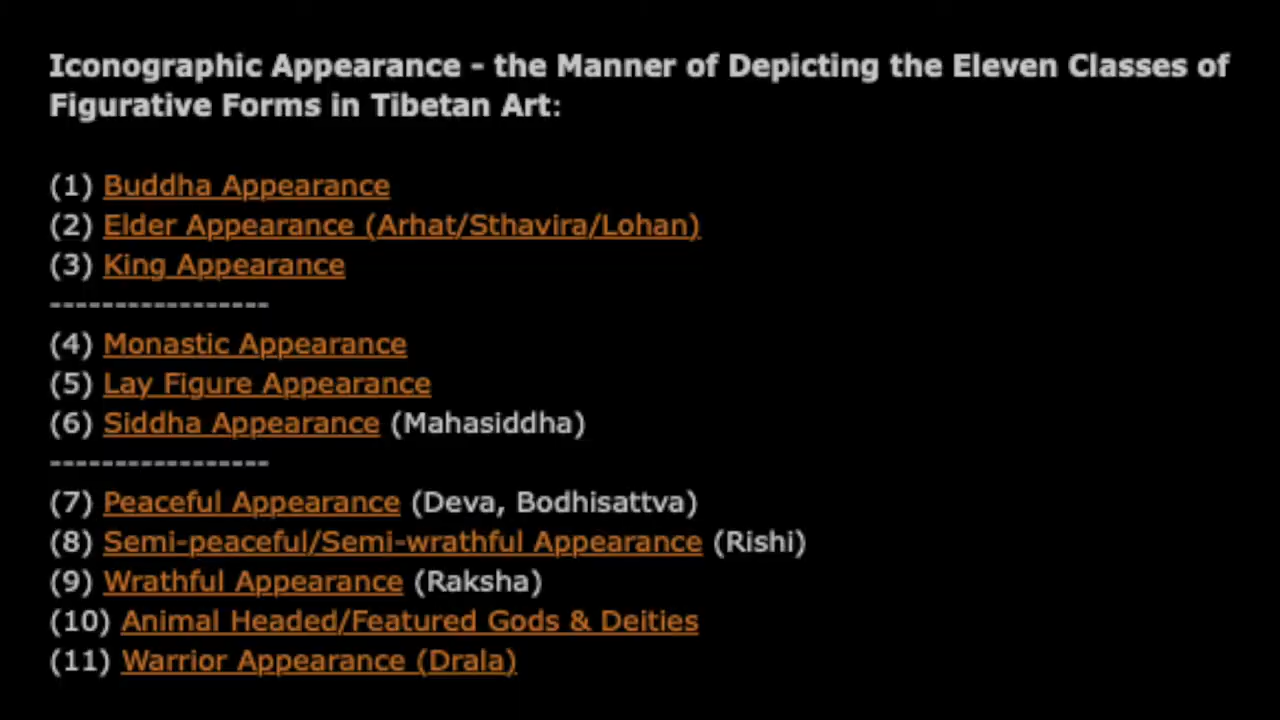 Iconographic Appearance - the Manner of Depicting the Eleven Classes of
Figurative Forms in Tibetan Art:
(1) Buddha Appearance
(2) Elder Appearance (Arhat/Sthavira/Lohan)
(3) King Appearance
-----------------
(4) Monastic Appearance
(5) Lay Figure Appearance
(6) Siddha Appearance (Mahasiddha)
-----------------
(7) Peaceful Appearance (Deva, Bodhisattva)
(8) Semi-peaceful/Semi-wrathful Appearance (Rishi)
(9) Wrathful Appearance (Raksha)
(10) Animal Headed/Featured Gods & Deities
(11) Warrior Appearance (Drala)